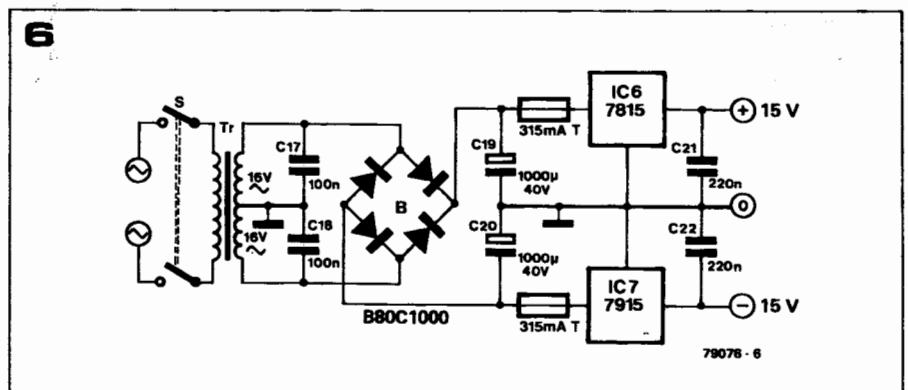 6
S
Tr
16V
~
16V
~
C17
100n
C18
100n
B
B80C1000
C19
1000μ
40V
C20
1000μ
40V
315mA T
315mA T
IC6
7815
IC7
7915
C21
220n
C22
220n
+ 15 V
0
− 15 V
79076 - 6